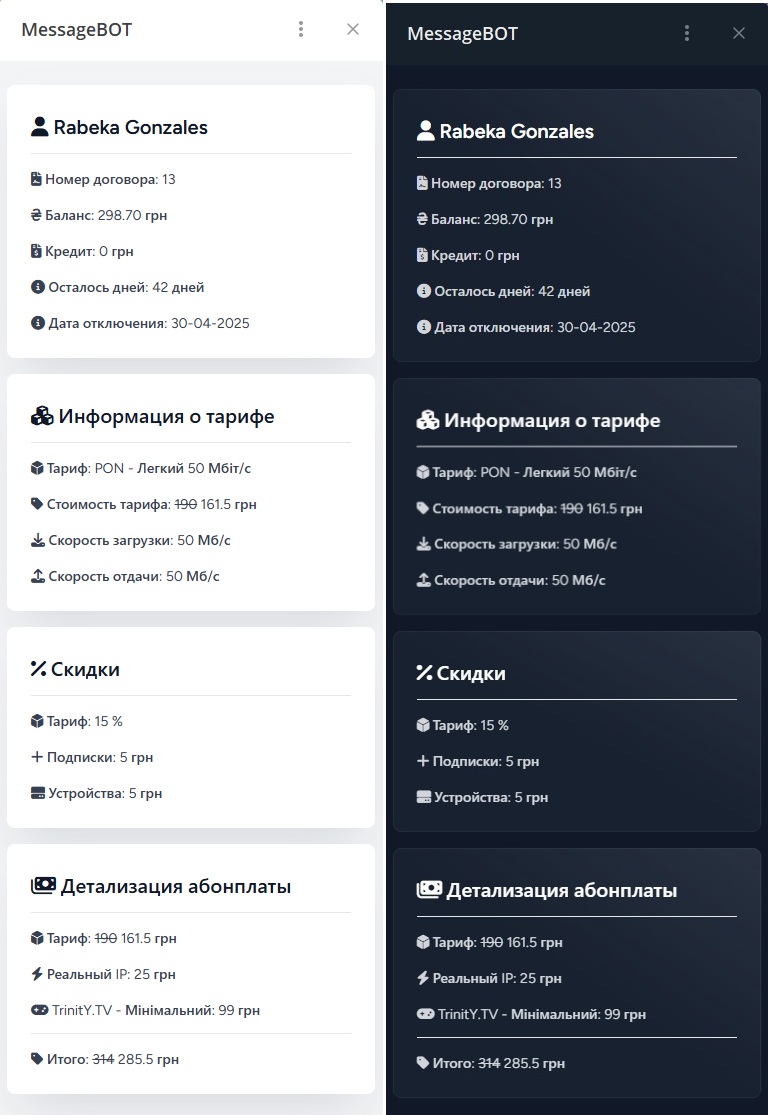 MessageBOT
Rabeka Gonzales
Номер договора: 13
Баланс: 298.70 грн
Кредит: 0 грн
Осталось дней: 42 дней
Дата отключения: 30-04-2025
Информация о тарифе
Тариф: PON - Легкий 50 Мбіт/с
Стоимость тарифа: 190 161.5 грн
Скорость загрузки: 50 Мб/с
Скорость отдачи: 50 Мб/с
Скидки
Тариф: 15 %
Подписки: 5 грн
Устройства: 5 грн
Детализация абонплаты
Тариф: 190 161.5 грн
Реальный IP: 25 грн
TrinitY.TV - Мінімальний: 99 грн
Итого: 314 285.5 грн
MessageBOT
Rabeka Gonzales
Номер договора: 13
Баланс: 298.70 грн
Кредит: 0 грн
Осталось дней: 42 дней
Дата отключения: 30-04-2025
Информация о тарифе
Тариф: PON - Легкий 50 Мбіт/с
Стоимость тарифа: 190 161.5 грн
Скорость загрузки: 50 Мб/с
Скорость отдачи: 50 Мб/с
Скидки
Тариф: 15 %
Подписки: 5 грн
Устройства: 5 грн
Детализация абонплаты
Тариф: 190 161.5 грн
Реальный IP: 25 грн
TrinitY.TV - Мінімальний: 99 грн
Итого: 314 285.5 грн